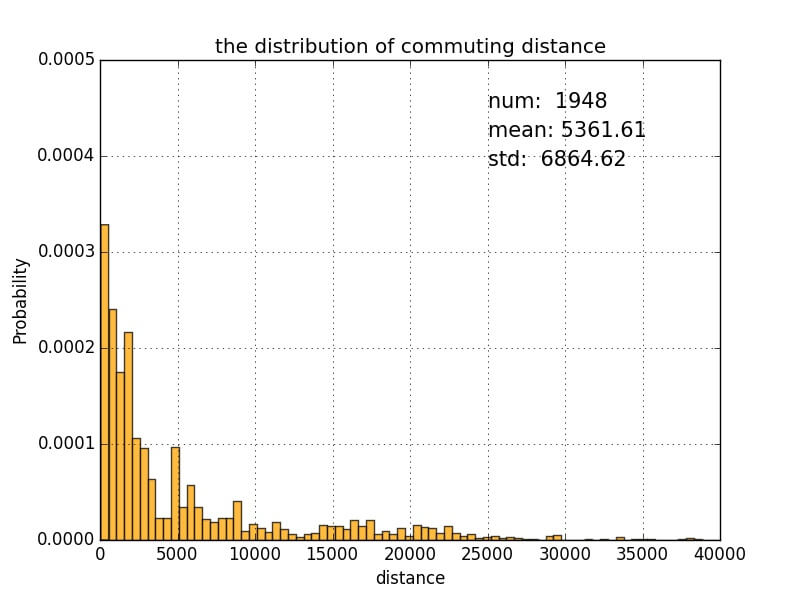 the distribution of commuting distance
0.0005
num:  1948
mean: 5361.61
0.0004
std:  6864.62
0.0003
Probability
0.0002
0.0001
0.0000
0 5000 10000 15000 20000 25000 30000 35000 40000
distance